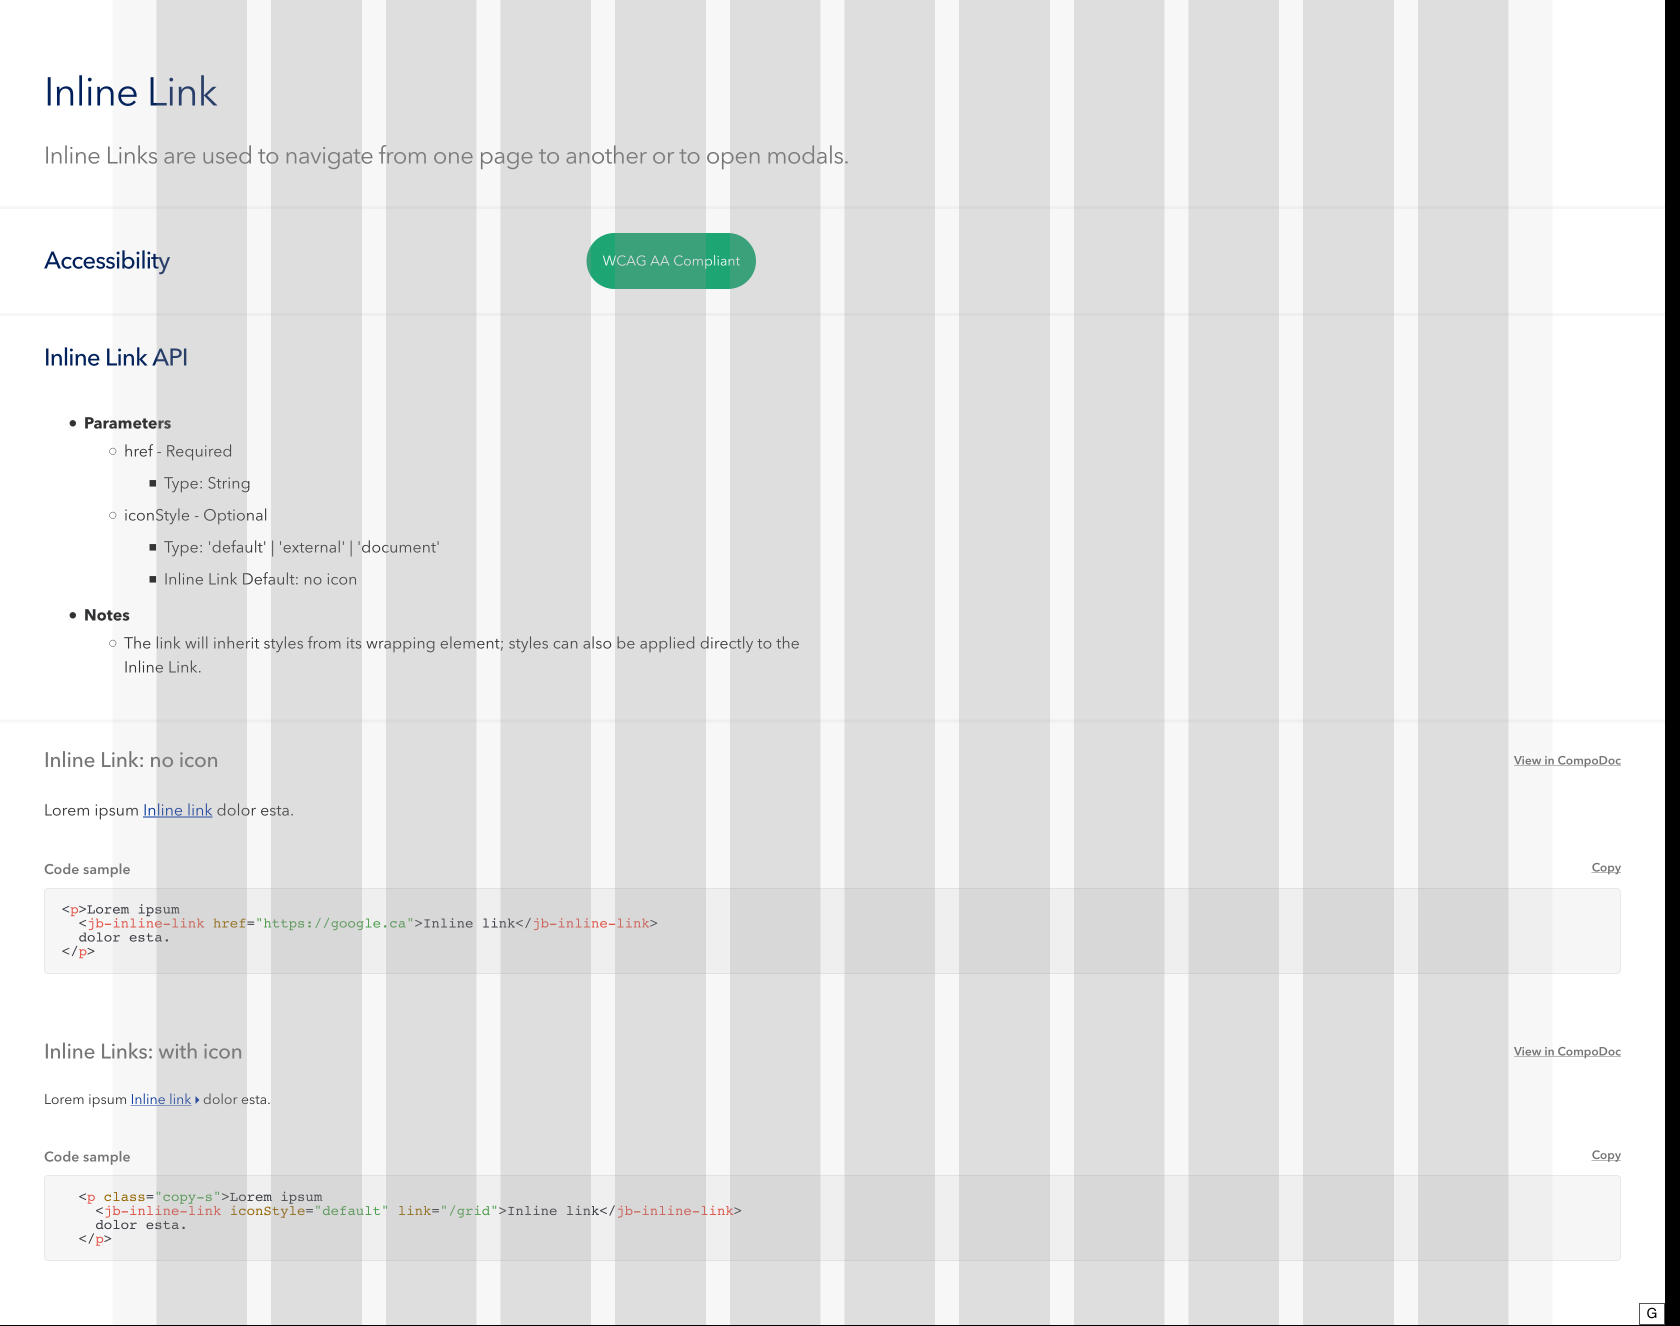 Inline Link
Inline Links are used to navigate from one page to another or to open modals.
Accessibility
WCAG AA Compliant
Inline Link API
Parameters
href - Required
Type: String
iconStyle - Optional
Type: 'default' | 'external' | 'document'
Inline Link Default: no icon
Notes
The link will inherit styles from its wrapping element; styles can also be applied directly to the
Inline Link.
Inline Link: no icon
View in CompoDoc
Lorem ipsum Inline link dolor esta.
Code sample
Copy
<p>Lorem ipsum
<jb-inline-link href="https://google.ca">Inline link</jb-inline-link>
dolor esta.
</p>
Inline Links: with icon
View in CompoDoc
Lorem ipsum Inline link dolor esta.
Code sample
Copy
<p class="copy-s">Lorem ipsum
<jb-inline-link iconStyle="default" link="/grid">Inline link</jb-inline-link>
dolor esta.
</p>
G